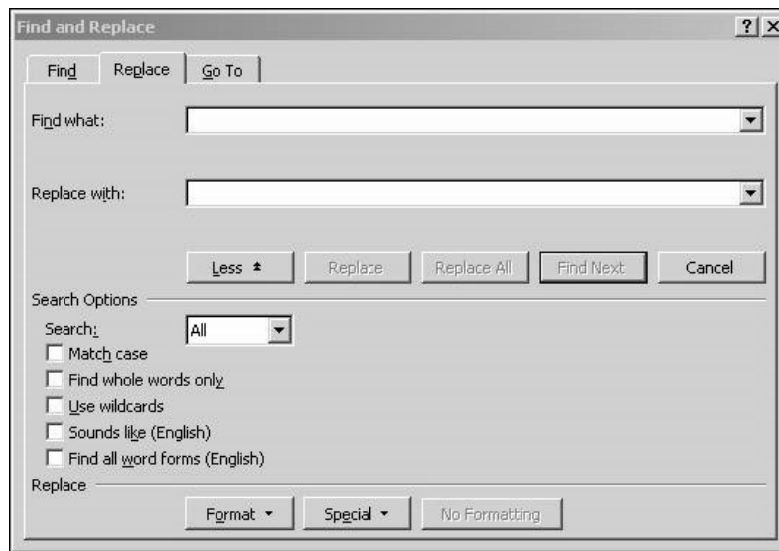 Find and Replace
Find Replace Go To
Find what:
Replace with:
Less Replace Replace All Find Next Cancel
Search Options
Search: All
Match case
Find whole words only
Use wildcards
Sounds like (English)
Find all word forms (English)
Replace
Format Special No Formatting